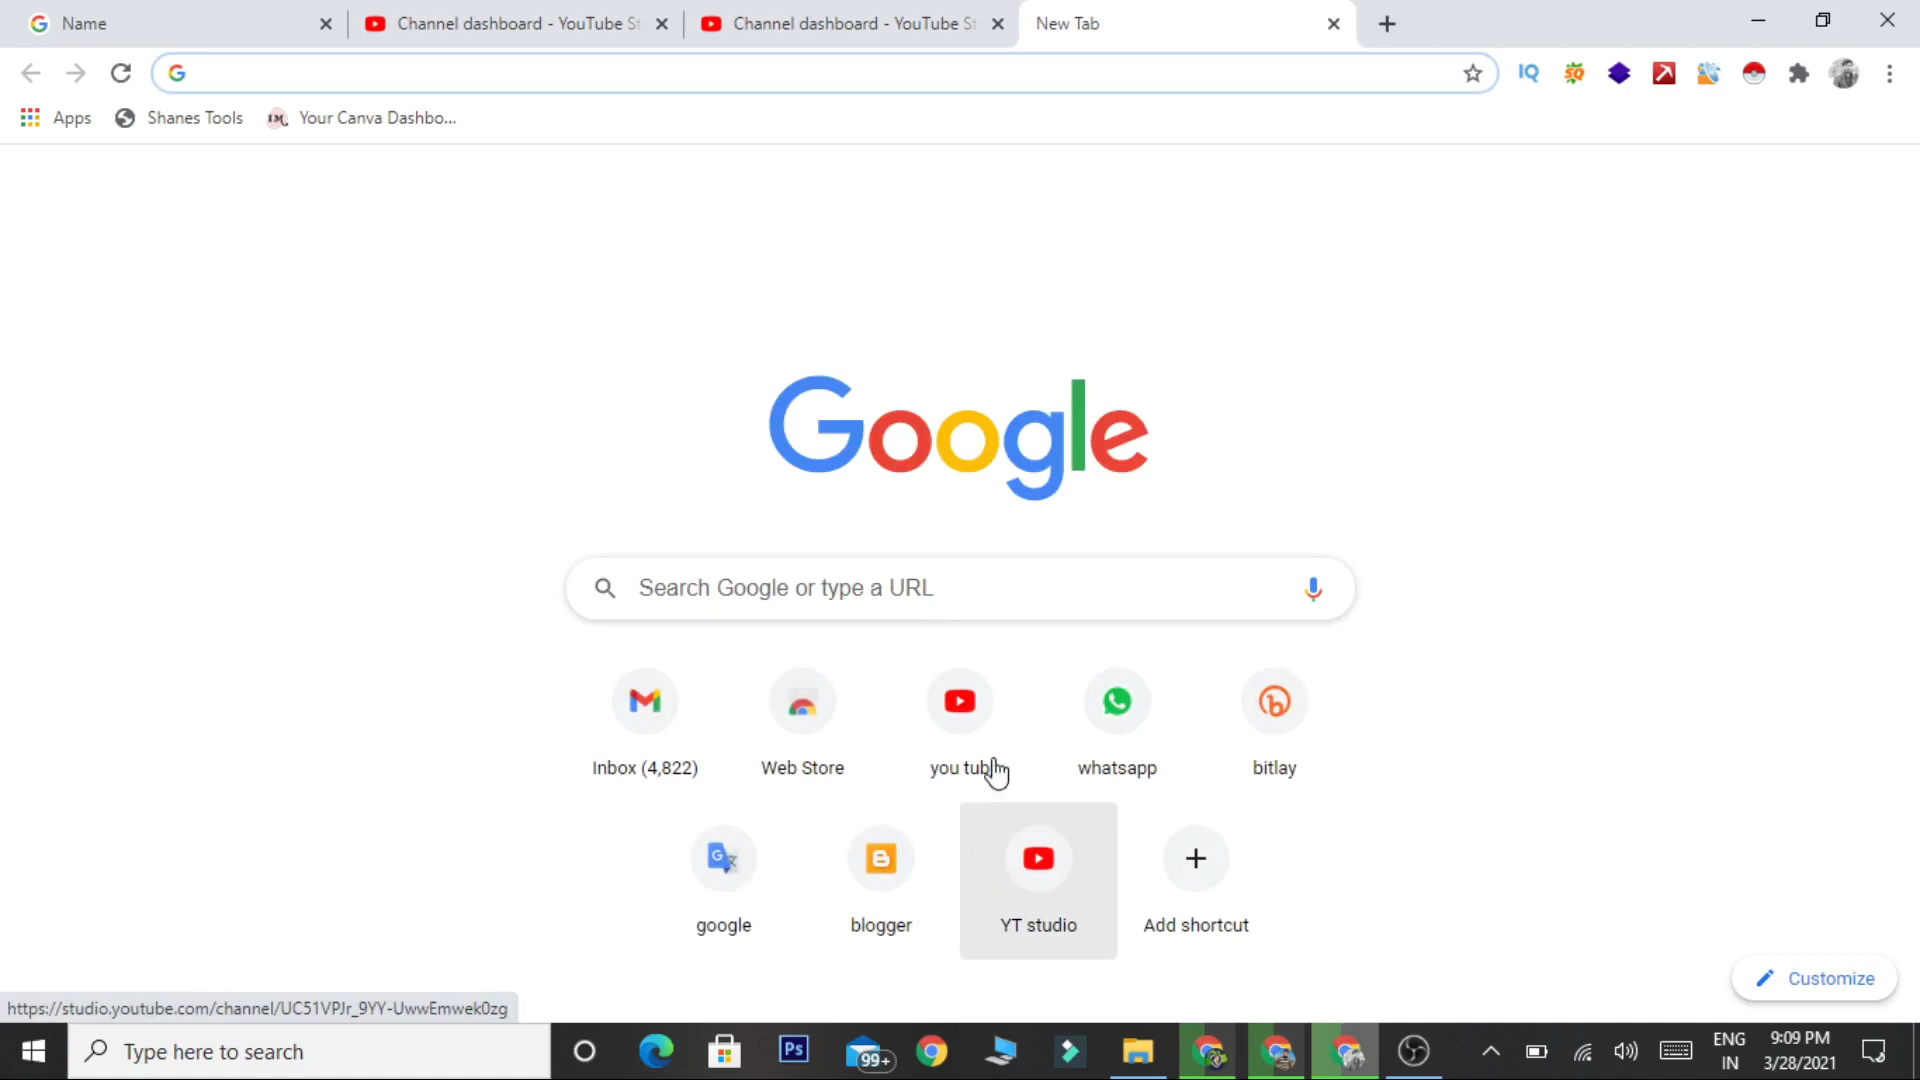 Name
Channel dashboard - YouTube St
Channel dashboard - YouTube St
New Tab
IQ
SQ
Apps
Shanes Tools
Your Canva Dashbo...
Google
Search Google or type a URL
Inbox (4,822)
Web Store
you tub
whatsapp
bitlay
google
blogger
YT studio
Add shortcut
Customize
https://studio.youtube.com/channel/UC51VPJr_9YY-UwwEmwek0zg
Type here to search
Ps
99+
ENG
IN
9:09 PM
3/28/2021